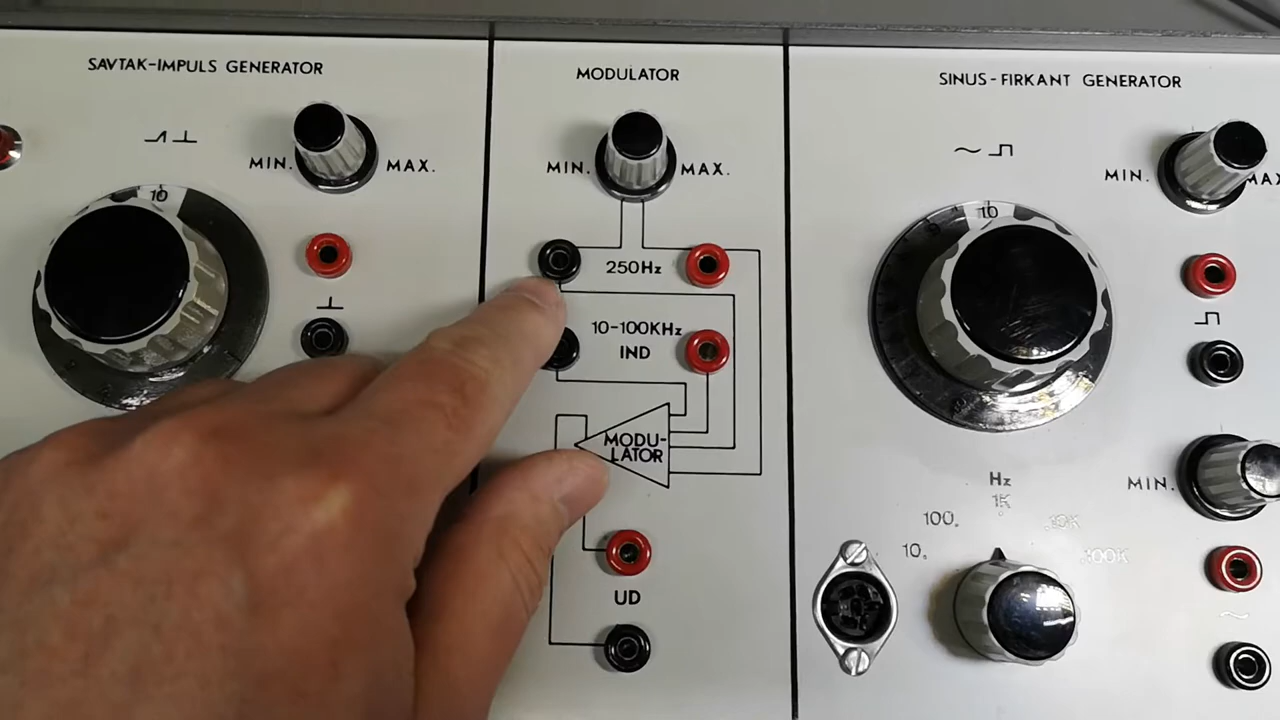 SAVTAK-IMPULS GENERATOR
MIN. MAX.
10
MODULATOR
MIN. MAX.
250Hz
10-100KHz
IND
MODU-
LATOR
UD
SINUS-FIRKANT GENERATOR
MIN. MAX
10
MIN.
Hz
1K
100. 10K
10. 100K